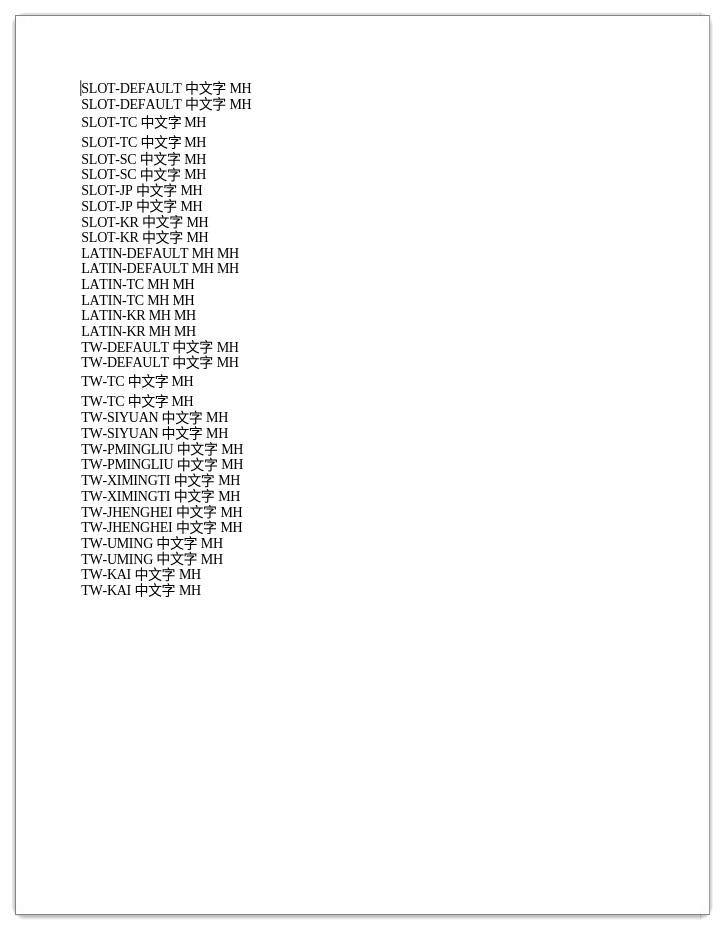 SLOT-DEFAULT 中文字 MH
SLOT-DEFAULT 中文字 MH
SLOT-TC 中文字 MH
SLOT-TC 中文字 MH
SLOT-SC 中文字 MH
SLOT-SC 中文字 MH
SLOT-JP 中文字 MH
SLOT-JP 中文字 MH
SLOT-KR 中文字 MH
SLOT-KR 中文字 MH
LATIN-DEFAULT MH MH
LATIN-DEFAULT MH MH
LATIN-TC MH MH
LATIN-TC MH MH
LATIN-KR MH MH
LATIN-KR MH MH
TW-DEFAULT 中文字 MH
TW-DEFAULT 中文字 MH
TW-TC 中文字 MH
TW-TC 中文字 MH
TW-SIYUAN 中文字 MH
TW-SIYUAN 中文字 MH
TW-PMINGLIU 中文字 MH
TW-PMINGLIU 中文字 MH
TW-XIMINGTI 中文字 MH
TW-XIMINGTI 中文字 MH
TW-JHENGHEI 中文字 MH
TW-JHENGHEI 中文字 MH
TW-UMING 中文字 MH
TW-UMING 中文字 MH
TW-KAI 中文字 MH
TW-KAI 中文字 MH